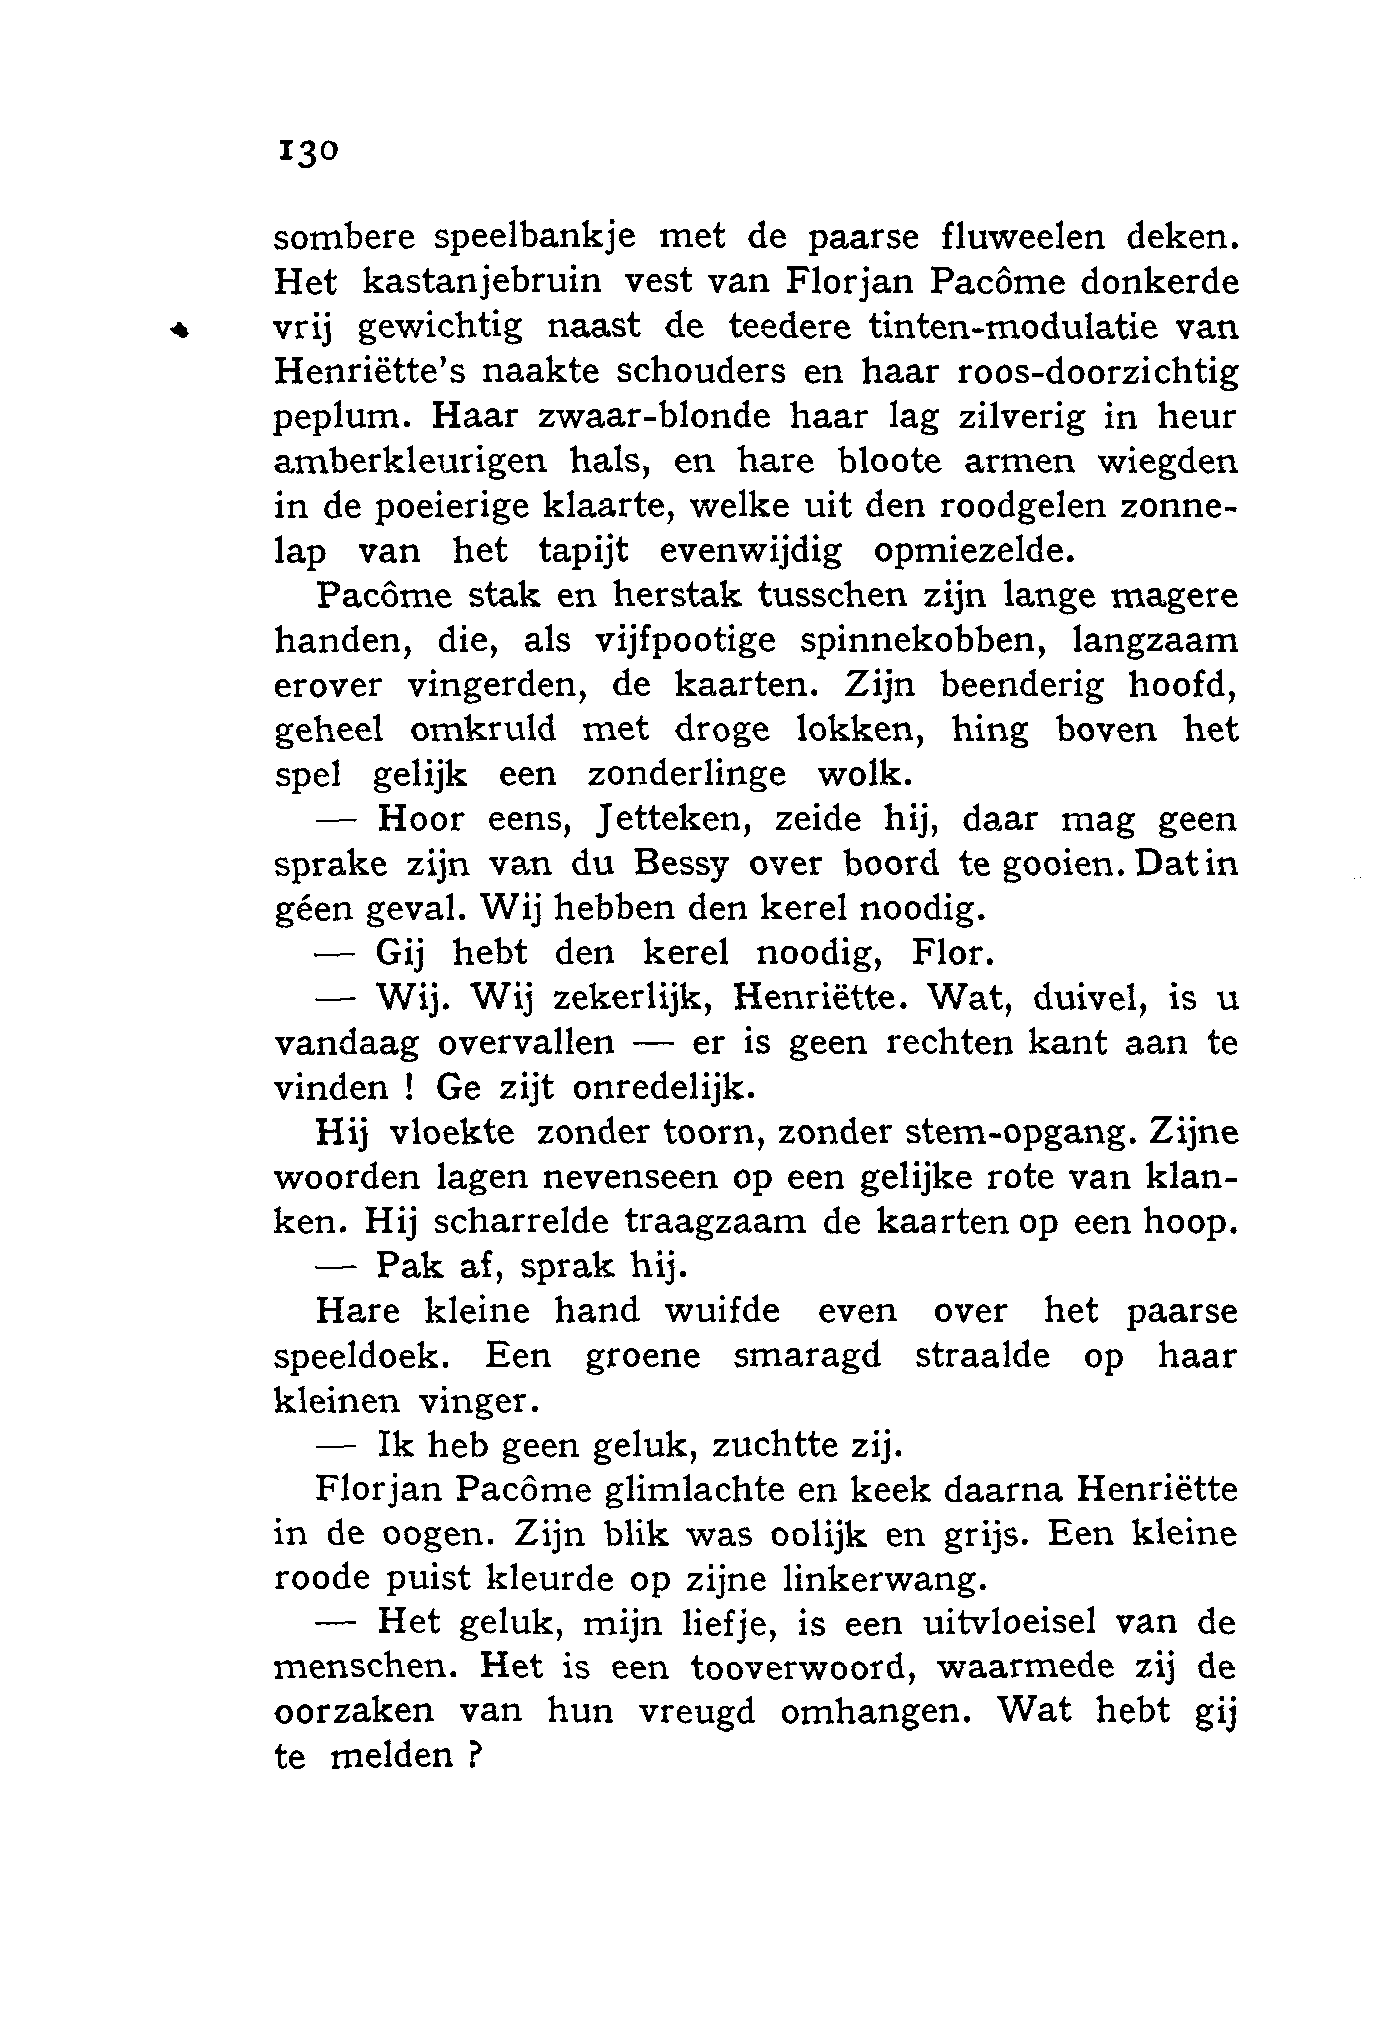 130
sombere speelbankje met de paarse fluweelen deken.
Het kastanjebruin vest van Florjan Pacôme donkerde
vrij gewichtig naast de teedere tinten-modulatie van
Henriëtte's naakte schouders en haar roos-doorzichtig
peplum. Haar zwaar-blonde haar lag zilverig in heur
amberkleurigen hals, en hare bloote armen wiegden
in de poeierige klaarte, welke uit den roodgelen zonne-
lap van het tapijt evenwijdig opmiezelde.
Pacôme stak en herstak tusschen zijn lange magere
handen, die, als vijfpootige spinnekobben, langzaam
erover vingerden, de kaarten. Zijn beenderig hoofd,
geheel omkruld met droge lokken, hing boven het
spel gelijk een zonderlinge wolk.
— Hoor eens, Jetteken, zeide hij, daar mag geen
sprake zijn van du Bessy over boord te gooien. Dat in
géen geval. Wij hebben den kerel noodig.
— Gij hebt den kerel noodig, Flor.
— Wij. Wij zekerlijk, Henriëtte. Wat, duivel, is u
vandaag overvallen — er is geen rechten kant aan te
vinden ! Ge zijt onredelijk.
Hij vloekte zonder toorn, zonder stem-opgang. Zijne
woorden lagen nevenseen op een gelijke rote van klan-
ken. Hij scharrelde traagzaam de kaarten op een hoop.
— Pak af, sprak hij.
Hare kleine hand wuifde even over het paarse
speeldoek. Een groene smaragd straalde op haar
kleinen vinger.
— Ik heb geen geluk, zuchtte zij.
Florjan Pacôme glimlachte en keek daarna Henriëtte
in de oogen. Zijn blik was oolijk en grijs. Een kleine
roode puist kleurde op zijne linkerwang.
— Het geluk, mijn liefje, is een uitvloeisel van de
menschen. Het is een tooverwoord, waarmede zij de
oorzaken van hun vreugd omhangen. Wat hebt gij
te melden ?